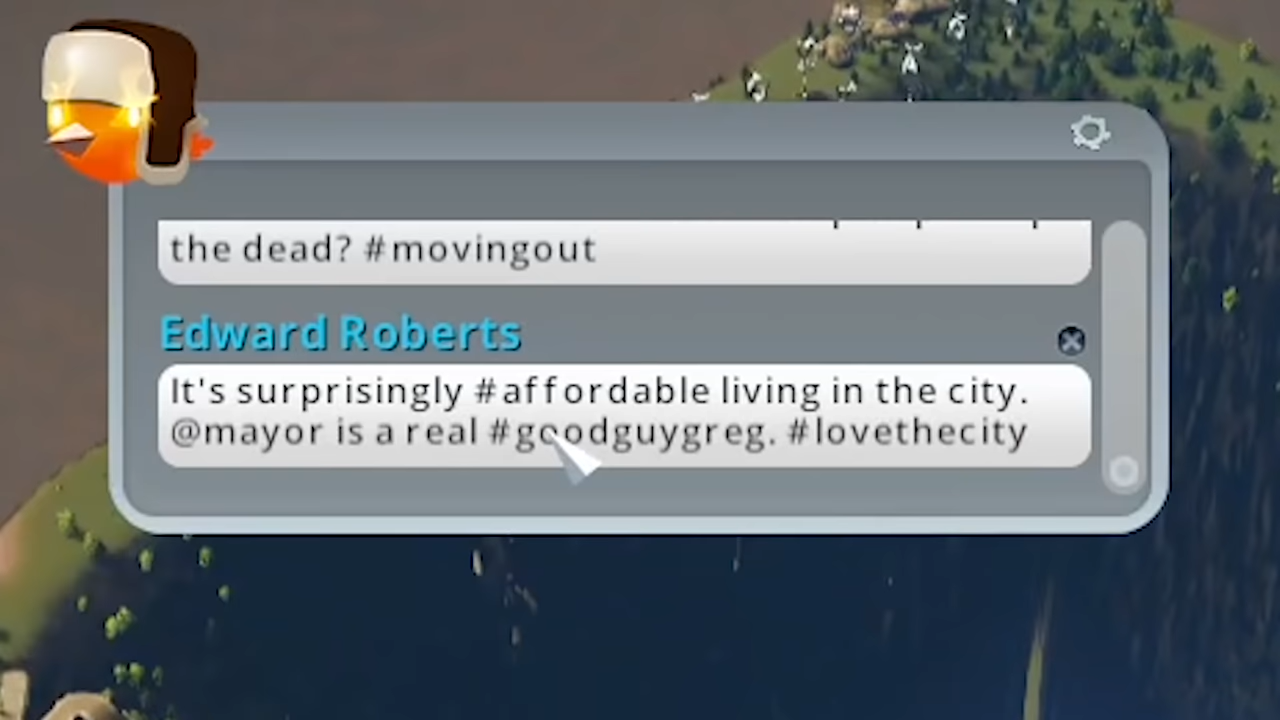 the dead? #movingout
Edward Roberts
It's surprisingly #affordable living in the city.
@mayor is a real #goodguygreg. #lovethecity